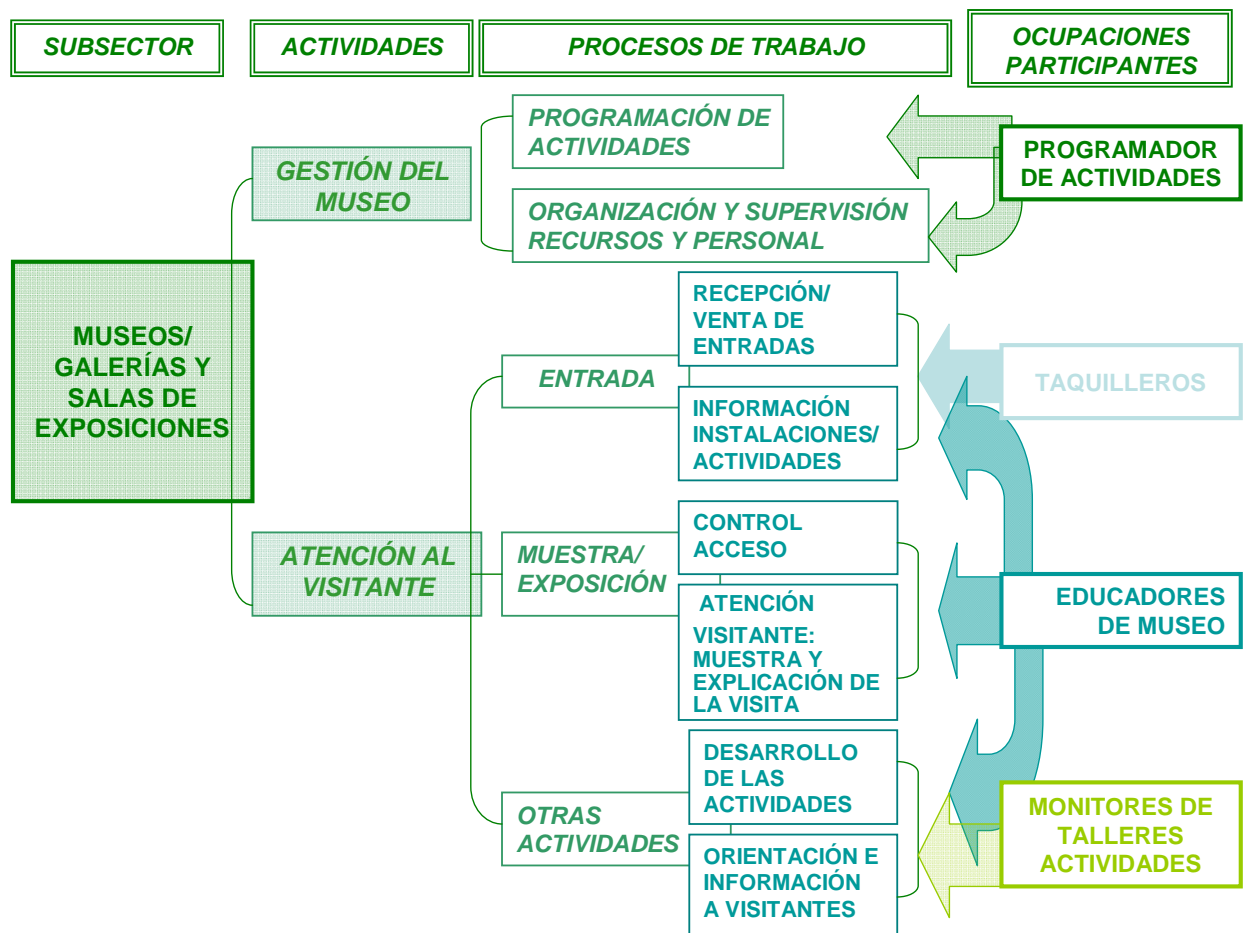 SUBSECTOR
ACTIVIDADES
PROCESOS DE TRABAJO
OCUPACIONES
PARTICIPANTES
PROGRAMACIÓN DE
ACTIVIDADES
PROGRAMADOR
DE ACTIVIDADES
GESTIÓN DEL
MUSEO
ORGANIZACIÓN Y SUPERVISIÓN
RECURSOS Y PERSONAL
MUSEOS/
GALERÍAS Y
SALAS DE
EXPOSICIONES
RECEPCIÓN/
VENTA DE
ENTRADAS
ENTRADA
TAQUILLEROS
INFORMACIÓN
INSTALACIONES/
ACTIVIDADES
ATENCIÓN AL
VISITANTE
MUESTRA/
EXPOSICIÓN
CONTROL
ACCESO
ATENCIÓN
VISITANTE:
MUESTRA Y
EXPLICACIÓN DE
LA VISITA
EDUCADORES
DE MUSEO
DESARROLLO
DE LAS
ACTIVIDADES
OTRAS
ACTIVIDADES
MONITORES DE
TALLERES
ACTIVIDADES
ORIENTACIÓN E
INFORMACIÓN
A VISITANTES